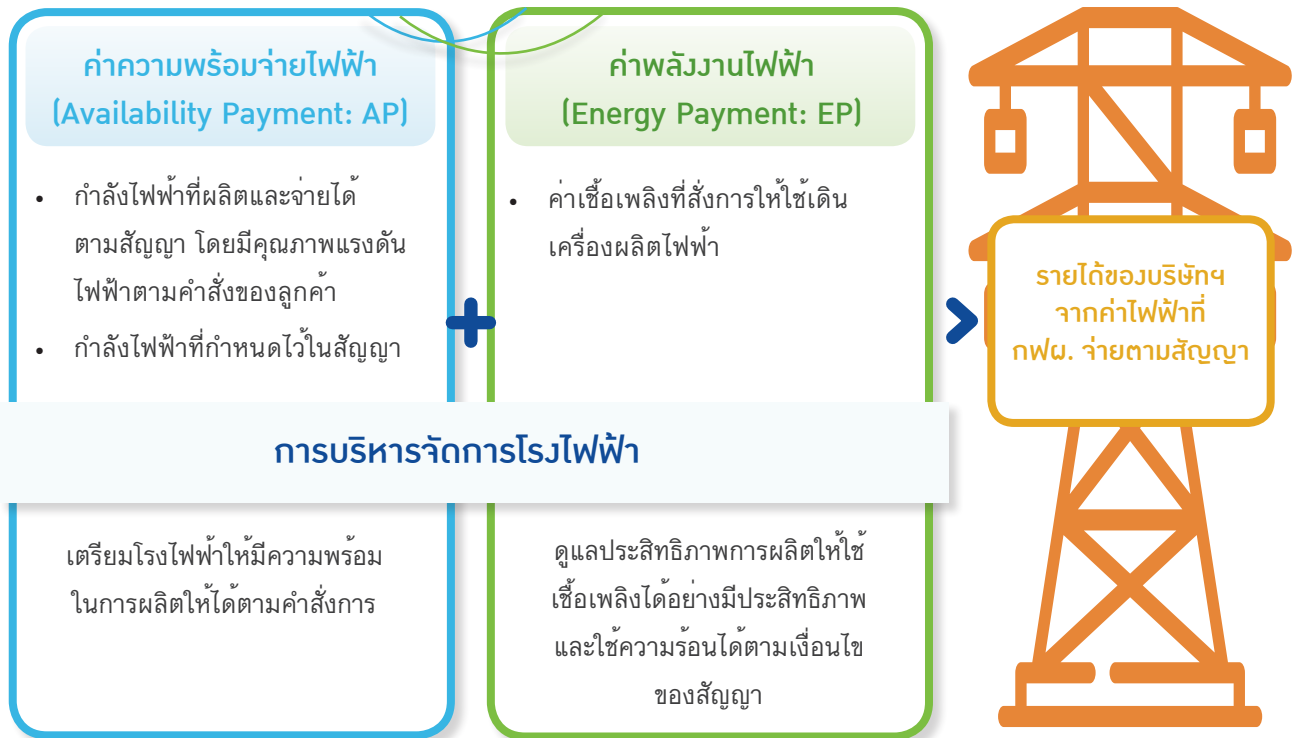 ค่าความพร้อมจ่ายไฟฟ้า
(Availability Payment: AP)
• กำลังไฟฟ้าที่ผลิตและจ่ายได้
ตามสัญญา โดยมีคุณภาพแรงดัน
ไฟฟ้าตามคำสั่งของลูกค้า
• กำลังไฟฟ้าที่กำหนดไว้ในสัญญา
ค่าพลังงานไฟฟ้า
(Energy Payment: EP)
• ค่าเชื้อเพลิงที่สั่งการให้ใช้เดิน
เครื่องผลิตไฟฟ้า
รายได้ของบริษัทฯ
จากค่าไฟฟ้าที่
กฟผ. จ่ายตามสัญญา
การบริหารจัดการโรงไฟฟ้า
เตรียมโรงไฟฟ้าให้มีความพร้อม
ในการผลิตให้ได้ตามคำสั่งการ
ดูแลประสิทธิภาพการผลิตให้ใช้
เชื้อเพลิงได้อย่างมีประสิทธิภาพ
และใช้ความร้อนได้ตามเงื่อนไข
ของสัญญา